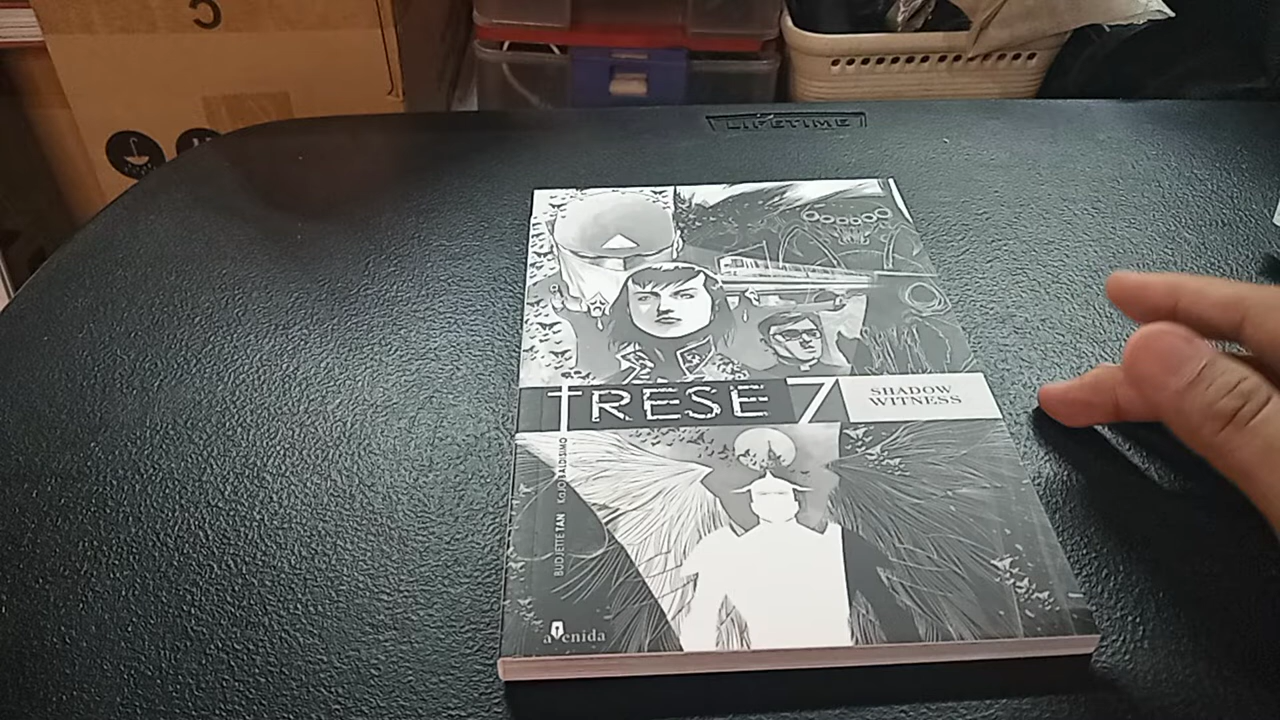 C
LIFETIME
TRESE 7
SHADOW
WITNESS
BUDJETTE TAN KAJO BALDISIMO
avenida